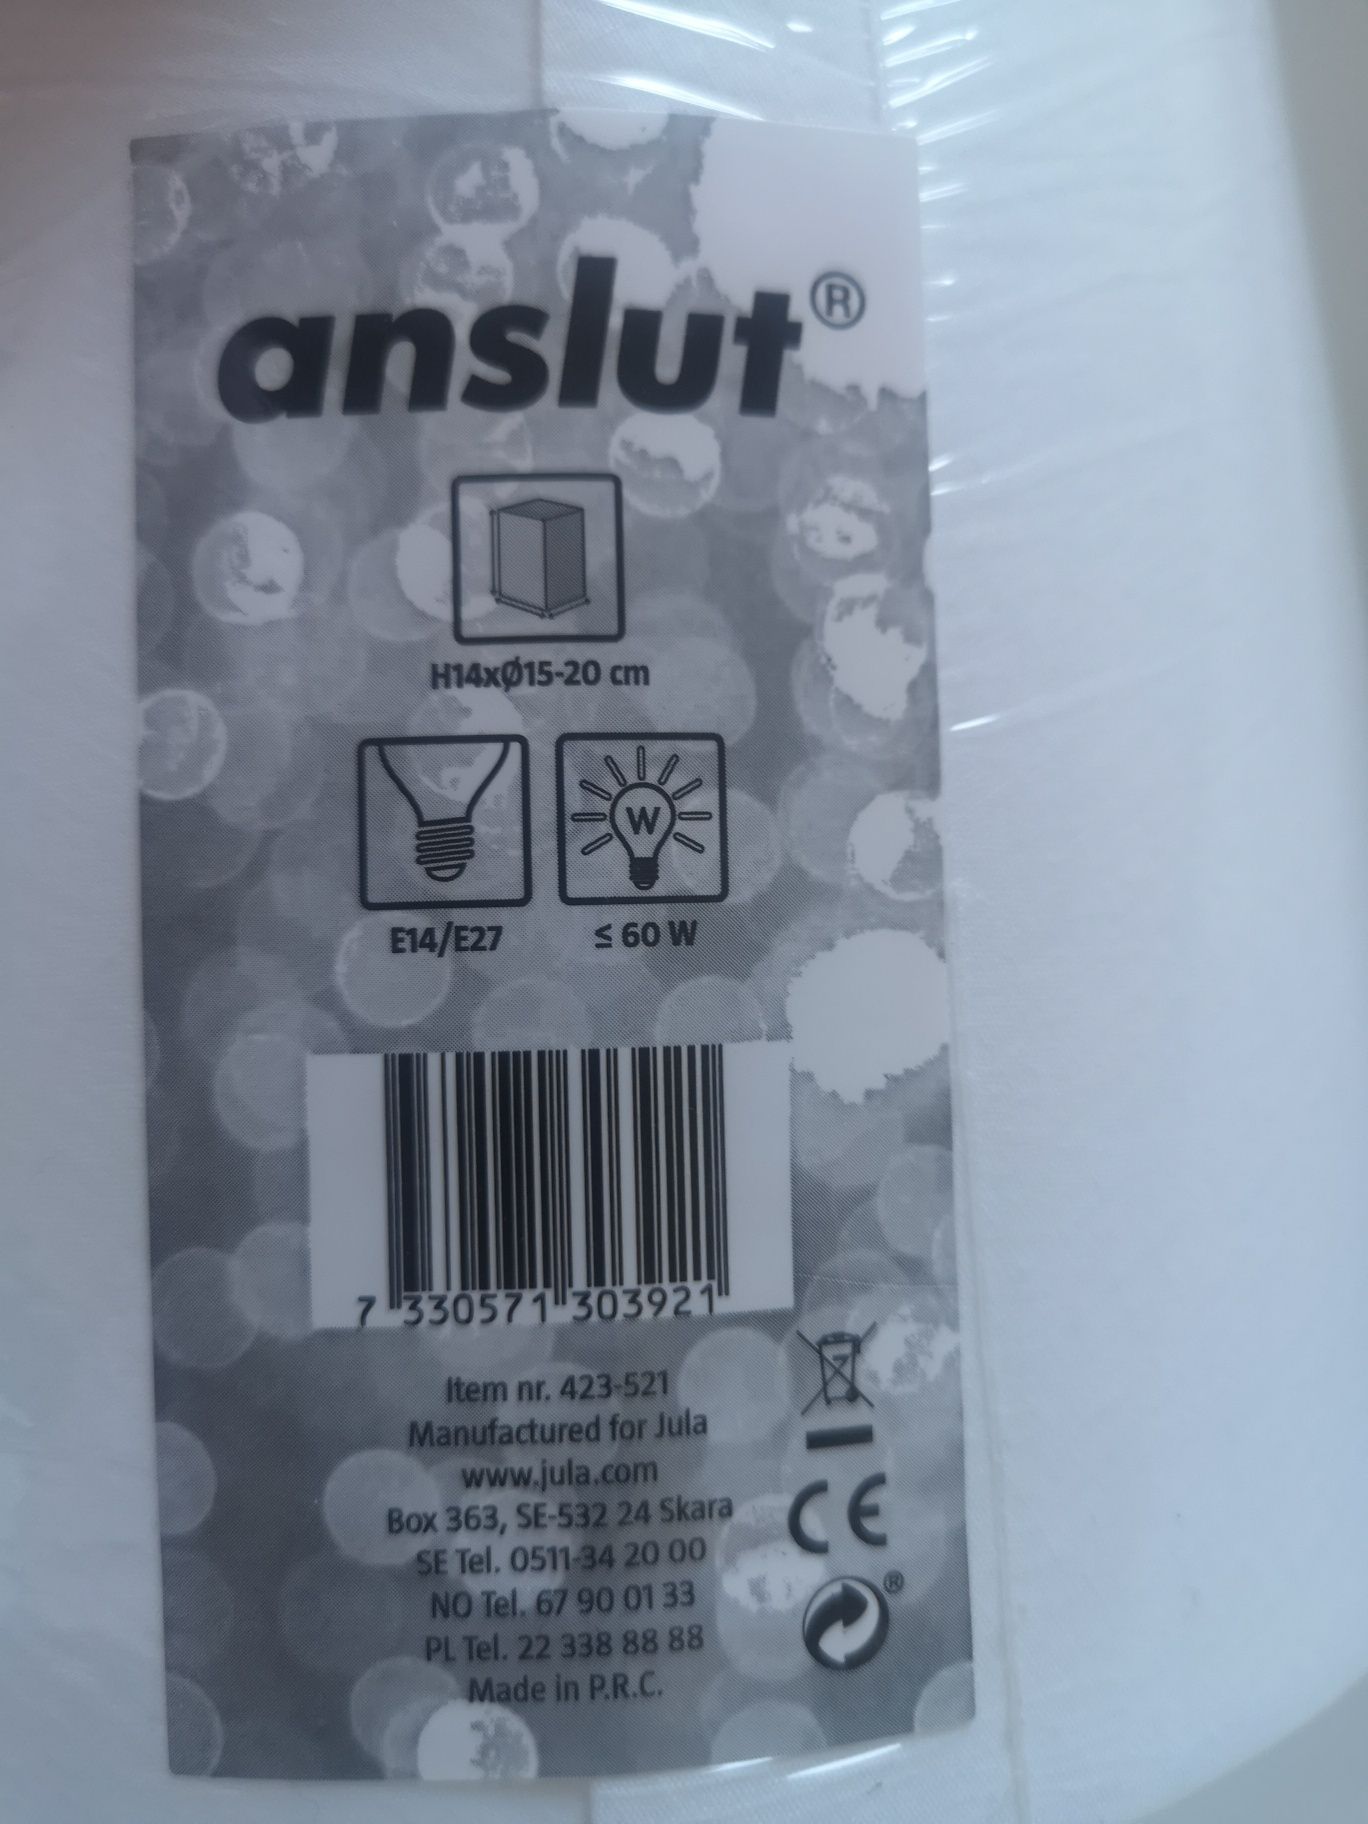 anslut®
H14xØ15-20 cm
W
E14/E27
≤ 60 W
7 330571 303921
Item nr. 423-521
Manufactured for Jula
www.jula.com
Box 363, SE-532 24 Skara
SE Tel. 0511-34 20 00
NO Tel. 67 90 01 33
PL Tel. 22 338 88 88
Made in P.R.C.
CE
®